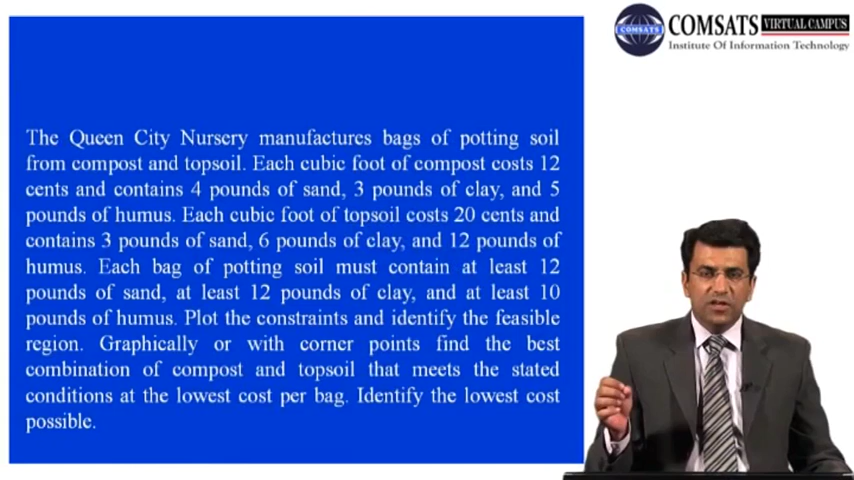 COMSATS VIRTUAL CAMPUS
COMSATS
Institute Of Information Technology
The Queen City Nursery manufactures bags of potting soil
from compost and topsoil. Each cubic foot of compost costs 12
cents and contains 4 pounds of sand, 3 pounds of clay, and 5
pounds of humus. Each cubic foot of topsoil costs 20 cents and
contains 3 pounds of sand, 6 pounds of clay, and 12 pounds of
humus. Each bag of potting soil must contain at least 12
pounds of sand, at least 12 pounds of clay, and at least 10
pounds of humus. Plot the constraints and identify the feasible
region. Graphically or with corner points find the best
combination of compost and topsoil that meets the stated
conditions at the lowest cost per bag. Identify the lowest cost
possible.